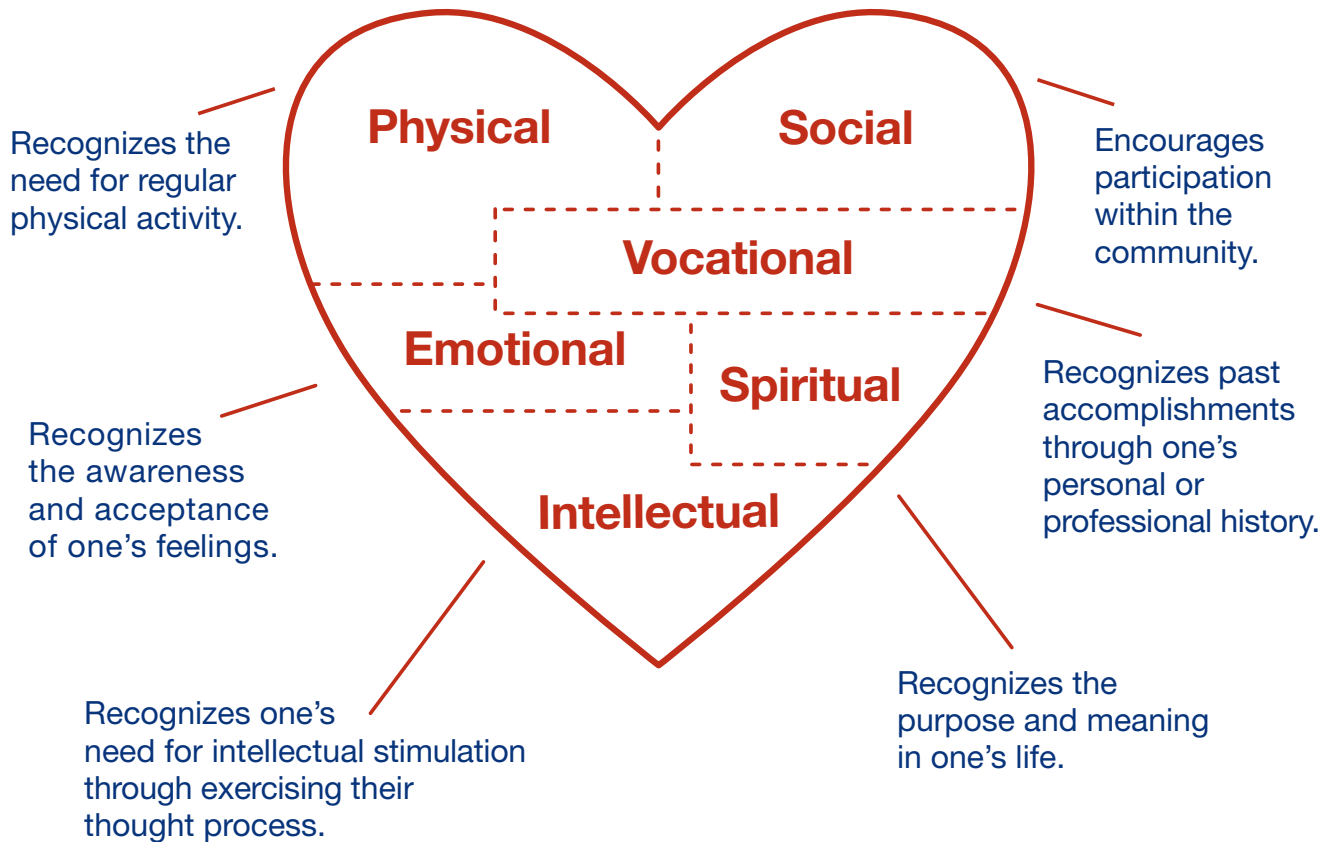 Physical
Social
Recognizes the
need for regular
physical activity.
Encourages
participation
within the
community.
Vocational
Emotional
Spiritual
Recognizes past
accomplishments
through one’s
personal or
professional history.
Recognizes
the awareness
and acceptance
of one’s feelings.
Intellectual
Recognizes the
purpose and meaning
in one’s life.
Recognizes one’s
need for intellectual stimulation
through exercising their
thought process.